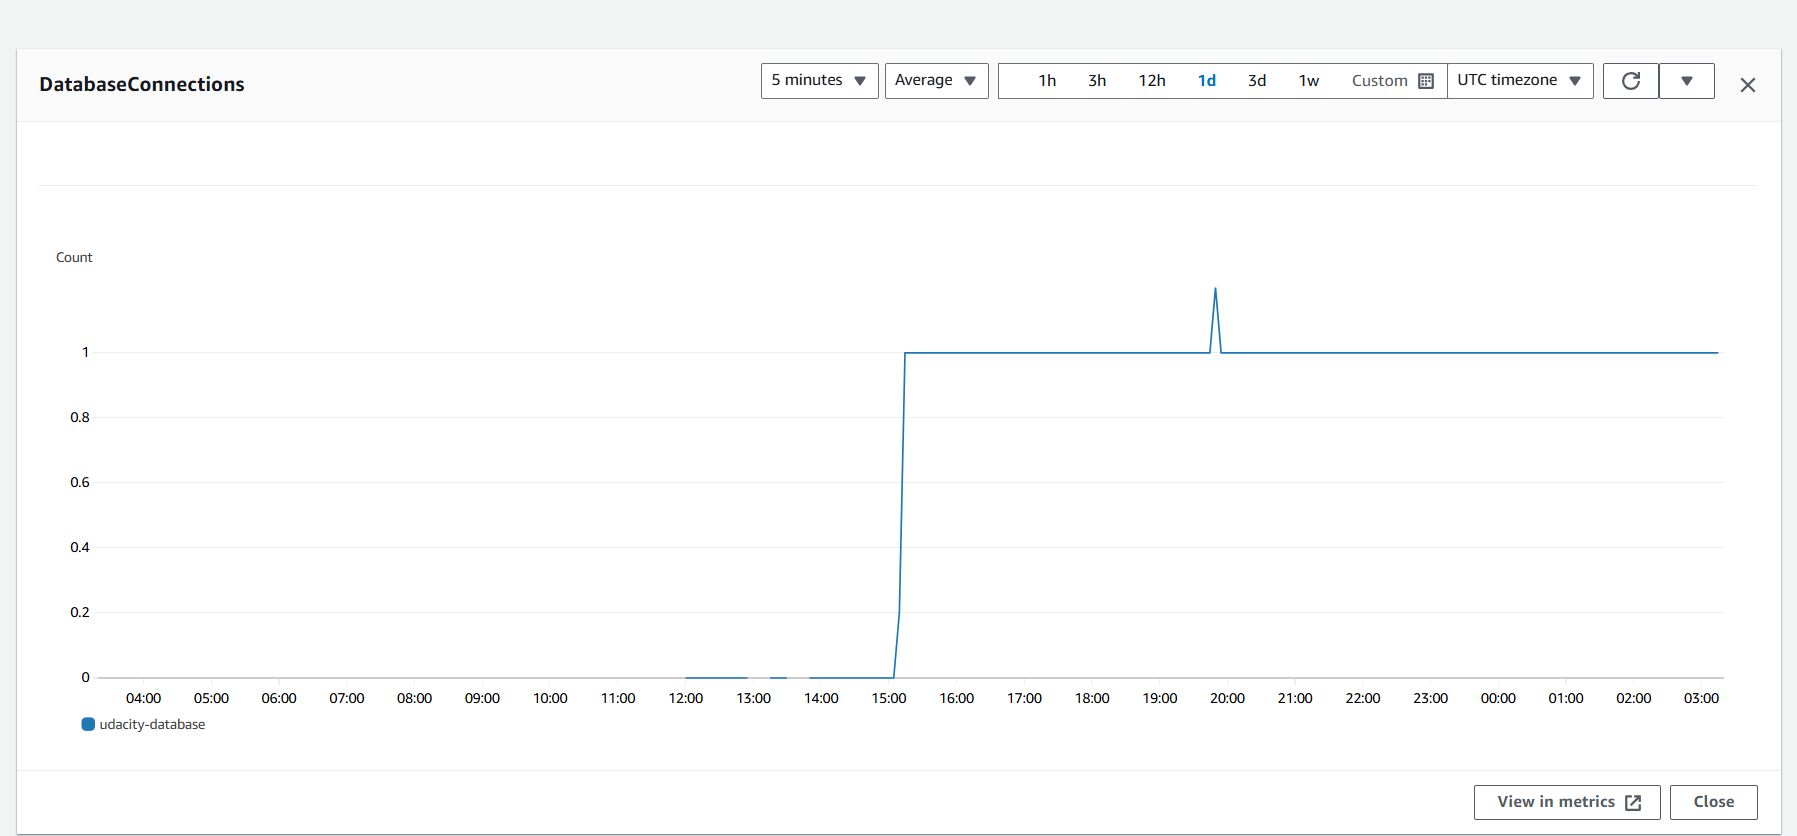 DatabaseConnections 5 minutes Average 1h 3h 12h 1d 3d 1w Custom UTC timezone
Count
1
0.8
0.6
0.4
0.2
0
04:00 05:00 06:00 07:00 08:00 09:00 10:00 11:00 12:00 13:00 14:00 15:00 16:00 17:00 18:00 19:00 20:00 21:00 22:00 23:00 00:00 01:00 02:00 03:00
udacity-database
View in metrics Close